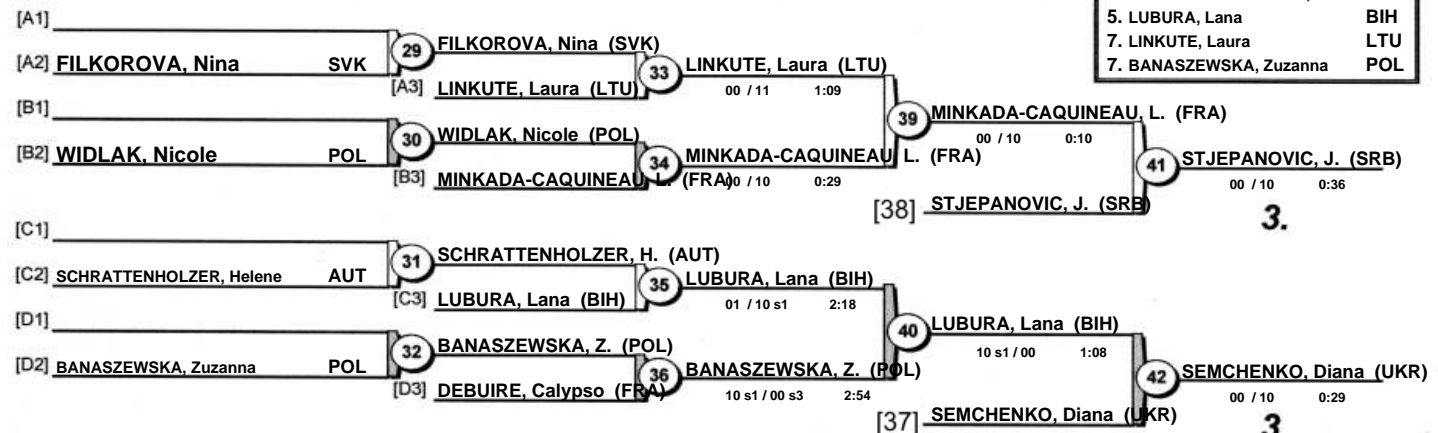 [A1]
[A2] FILKOROVA, Nina SVK
29
FILKOROVA, Nina (SVK)
[A3] LINKUTE, Laura (LTU)
33
LINKUTE, Laura (LTU)
00 / 11 1:09
[B1]
[B2] WIDLAK, Nicole POL
30
WIDLAK, Nicole (POL)
[B3] MINKADA-CAQUINEAU, L. (FRA)
34
MINKADA-CAQUINEAU, L. (FRA)
00 / 10 0:29
39
MINKADA-CAQUINEAU, L. (FRA)
00 / 10 0:10
[38] STJEPANOVIC, J. (SRB)
41
STJEPANOVIC, J. (SRB)
00 / 10 0:36
3.
[C1]
[C2] SCHRATTENHOLZER, Helene AUT
31
SCHRATTENHOLZER, H. (AUT)
[C3] LUBURA, Lana (BIH)
35
LUBURA, Lana (BIH)
01 / 10 s1 2:18
[D1]
[D2] BANASZEWSKA, Zuzanna POL
32
BANASZEWSKA, Z. (POL)
[D3] DEBUIRE, Calypso (FRA)
36
BANASZEWSKA, Z. (POL)
10 s1 / 00 s3 2:54
40
LUBURA, Lana (BIH)
10 s1 / 00 1:08
[37] SEMCHENKO, Diana (UKR)
42
SEMCHENKO, Diana (UKR)
00 / 10 0:29
3
5. LUBURA, Lana BIH
7. LINKUTE, Laura LTU
7. BANASZEWSKA, Zuzanna POL